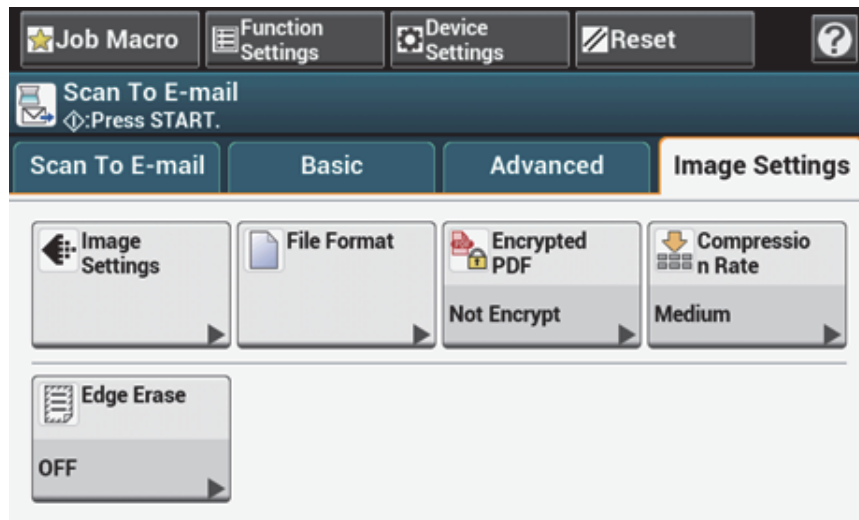 Job Macro
Function
Settings
Device
Settings
Reset
?
Scan To E-mail
:Press START.
Scan To E-mail
Basic
Advanced
Image Settings
Image
Settings
File Format
Encrypted
PDF
Compressio
n Rate
Not Encrypt
Medium
Edge Erase
OFF